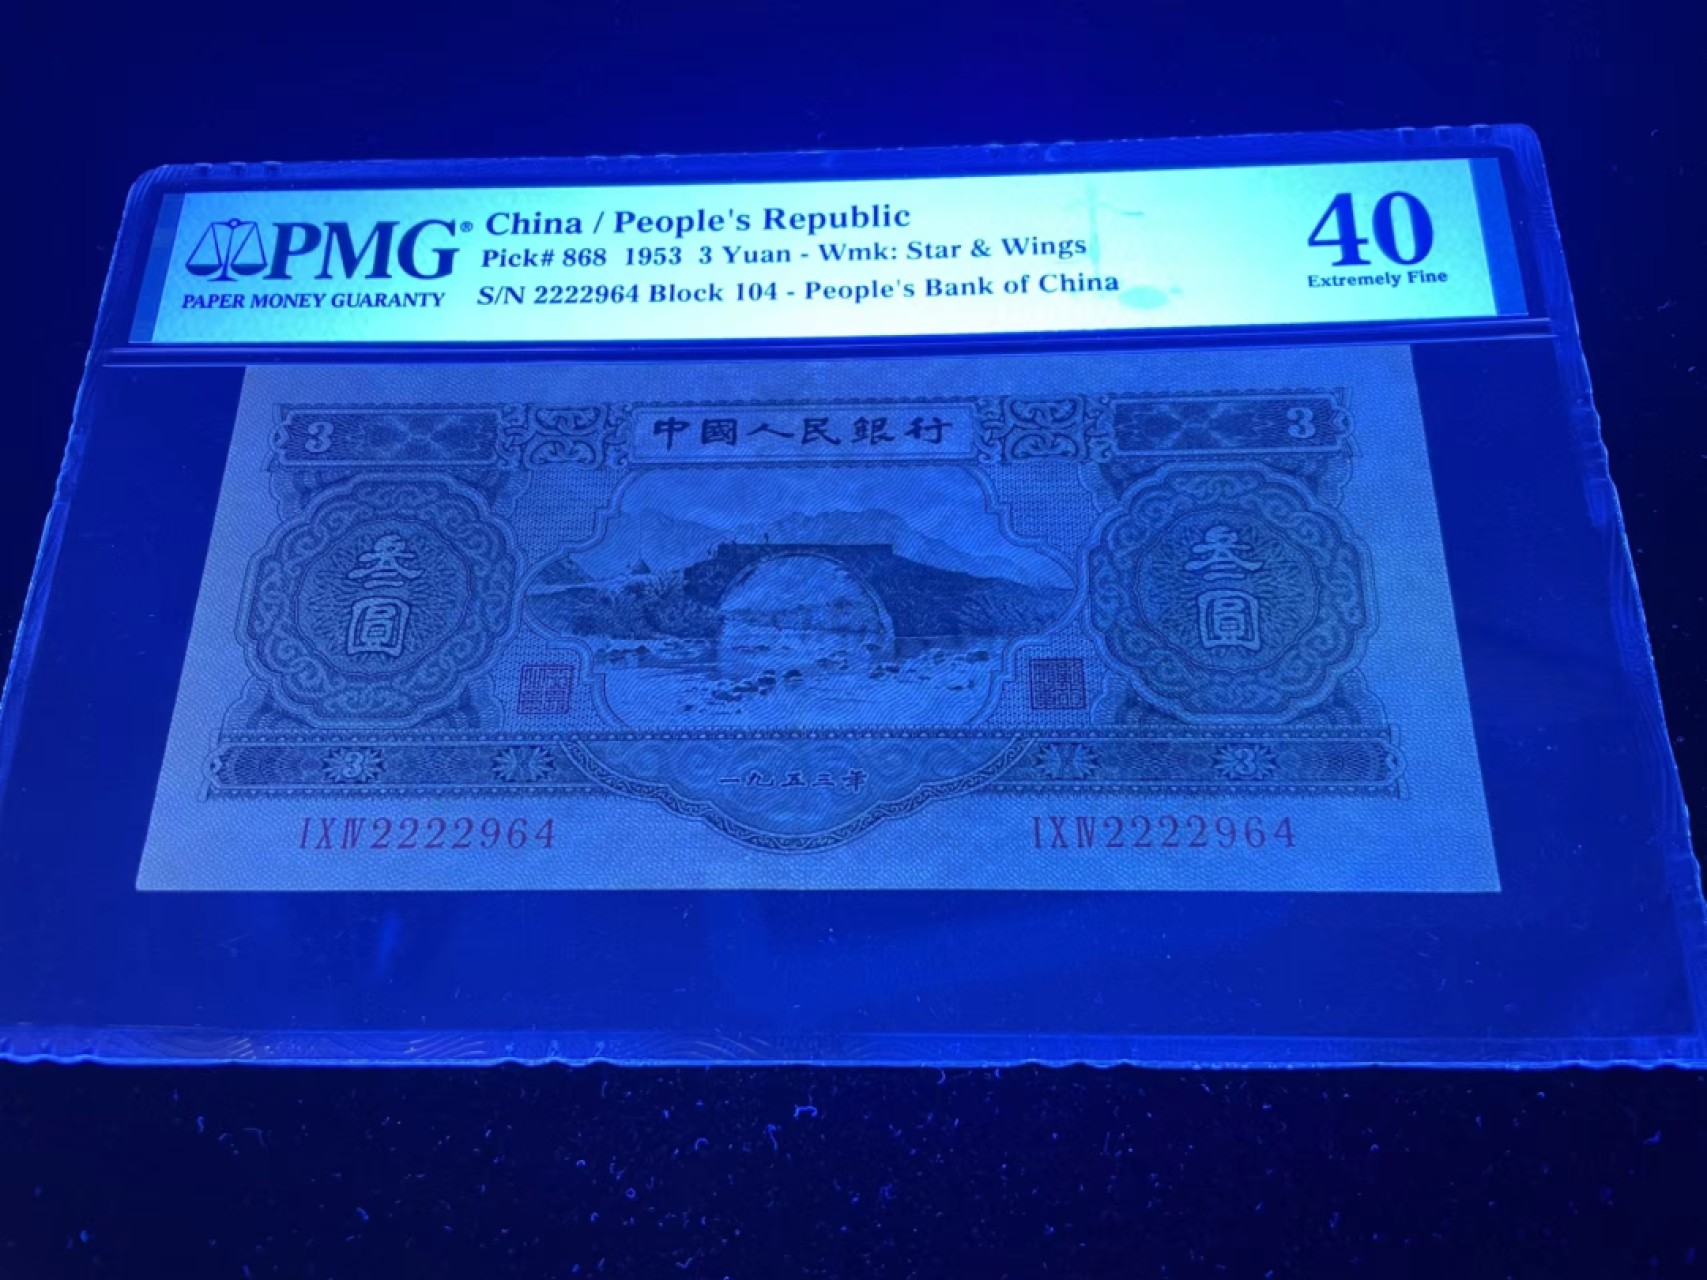 PMG®
PAPER MONEY GUARANTY
China / People's Republic
Pick# 868 1953 3 Yuan - Wmk: Star & Wings
S/N 2222964 Block 104 - People's Bank of China
40
Extremely Fine
3
中國人民銀行
3
叁圓
叁圓
3
3
一九五三年
IXIV2222964
IXIV2222964